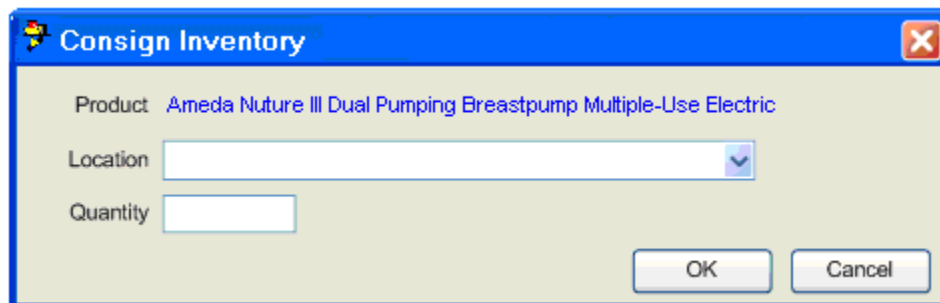 Consign Inventory
Product Ameda Nuture III Dual Pumping Breastpump Multiple-Use Electric
Location
Quantity
OK Cancel